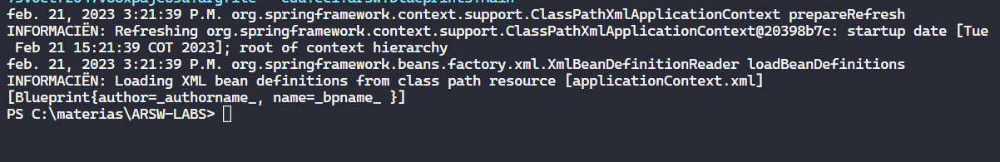 feb. 21, 2023 3:21:39 P.M. org.springframework.context.support.ClassPathXmlApplicationContext prepareRefresh
INFORMACIËN: Refreshing org.springframework.context.support.ClassPathXmlApplicationContext@20398b7c: startup date [Tue
 Feb 21 15:21:39 COT 2023]; root of context hierarchy
feb. 21, 2023 3:21:39 P.M. org.springframework.beans.factory.xml.XmlBeanDefinitionReader loadBeanDefinitions
INFORMACIËN: Loading XML bean definitions from class path resource [applicationContext.xml]
[Blueprint{author=_authorname_, name=_bpname_ }]
PS C:\materias\ARSW-LABS>